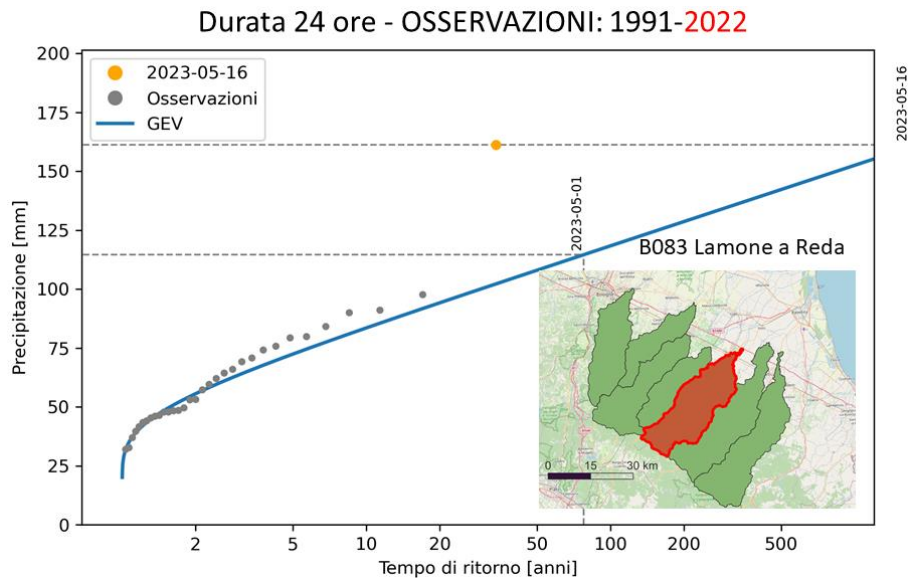 Durata 24 ore - OSSERVAZIONI: 1991-2022
200
175
150
125
100
75
50
25
0
Precipitazione [mm]
2023-05-16
Osservazioni
GEV
2023-05-16
2023-05-01
B083 Lamone a Reda
0 15 30 km
2 5 10 20 50 100 200 500
Tempo di ritorno [anni]